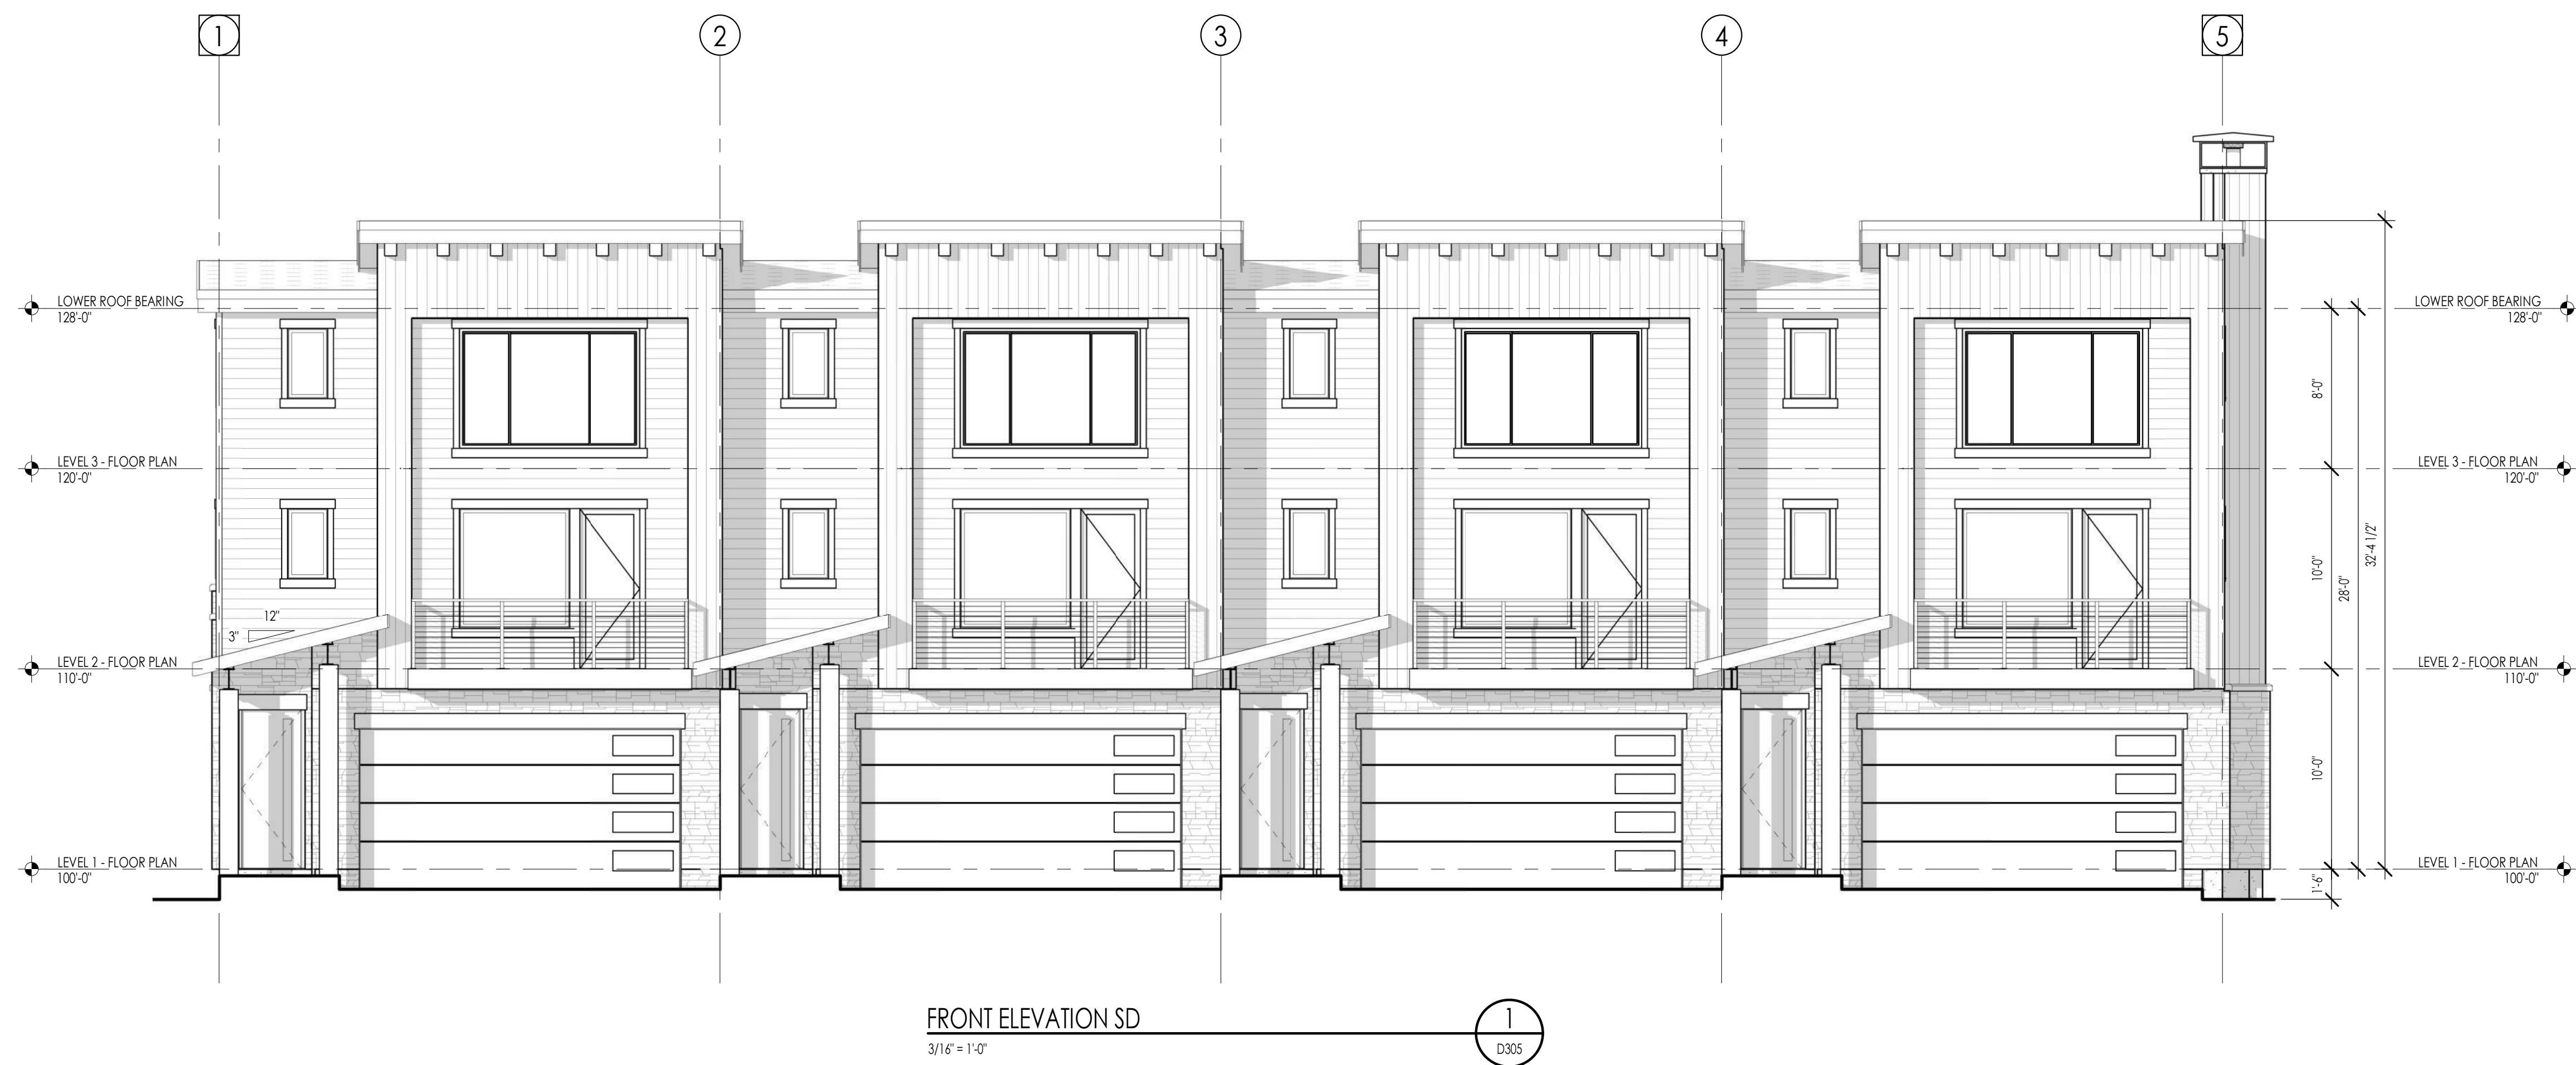 1
2
3
4
5
LOWER ROOF BEARING
128'-0"
LOWER ROOF BEARING
128'-0"
8'-0"
LEVEL 3 - FLOOR PLAN
120'-0"
LEVEL 3 - FLOOR PLAN
120'-0"
32'-4 1/2"
10'-0"
28'-0"
12"
3"
LEVEL 2 - FLOOR PLAN
110'-0"
LEVEL 2 - FLOOR PLAN
110'-0"
10'-0"
LEVEL 1 - FLOOR PLAN
100'-0"
LEVEL 1 - FLOOR PLAN
100'-0"
1'-6"
FRONT ELEVATION SD
3/16" = 1'-0"
1
D305